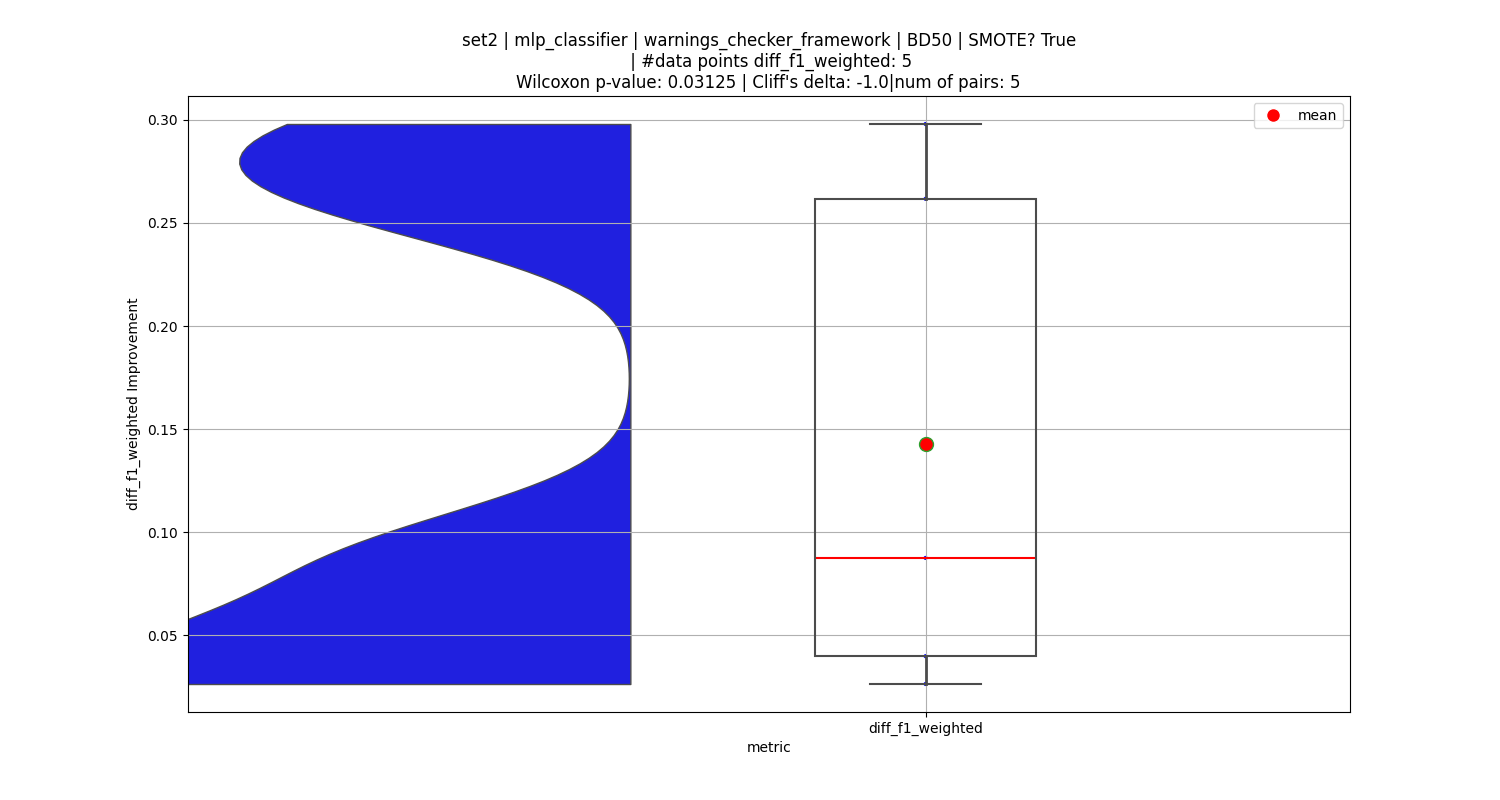 set2 | mlp_classifier | warnings_checker_framework | BD50 | SMOTE? True
| #data points diff_f1_weighted: 5
Wilcoxon p-value: 0.03125 | Cliff's delta: -1.0|num of pairs: 5
mean
0.30
0.25
0.20
0.15
0.10
0.05
diff_f1_weighted Improvement
diff_f1_weighted
metric